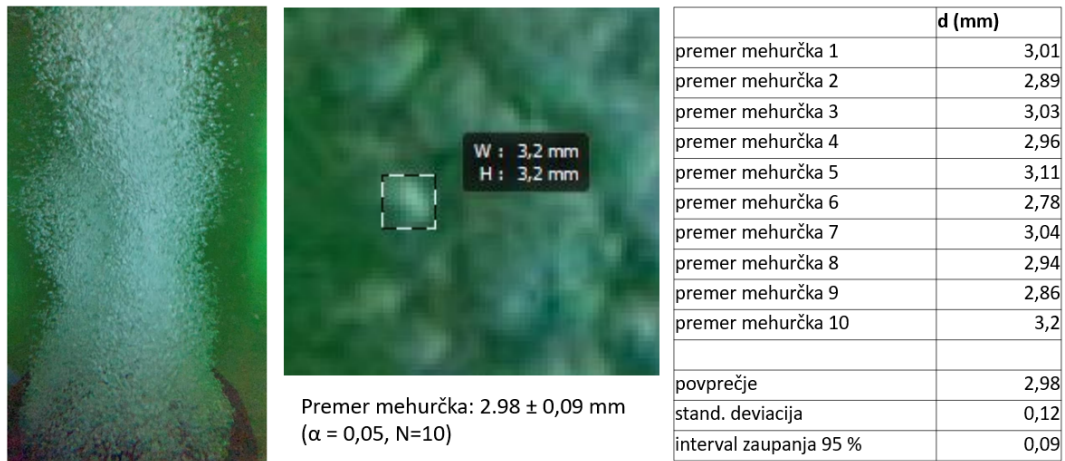 W : 3,2 mm
H : 3,2 mm
Premer mehurčka: 2.98 ± 0,09 mm
(α = 0,05, N=10)
d (mm)
premer mehurčka 1 3,01
premer mehurčka 2 2,89
premer mehurčka 3 3,03
premer mehurčka 4 2,96
premer mehurčka 5 3,11
premer mehurčka 6 2,78
premer mehurčka 7 3,04
premer mehurčka 8 2,94
premer mehurčka 9 2,86
premer mehurčka 10 3,2
povprečje 2,98
stand. deviacija 0,12
interval zaupanja 95 % 0,09